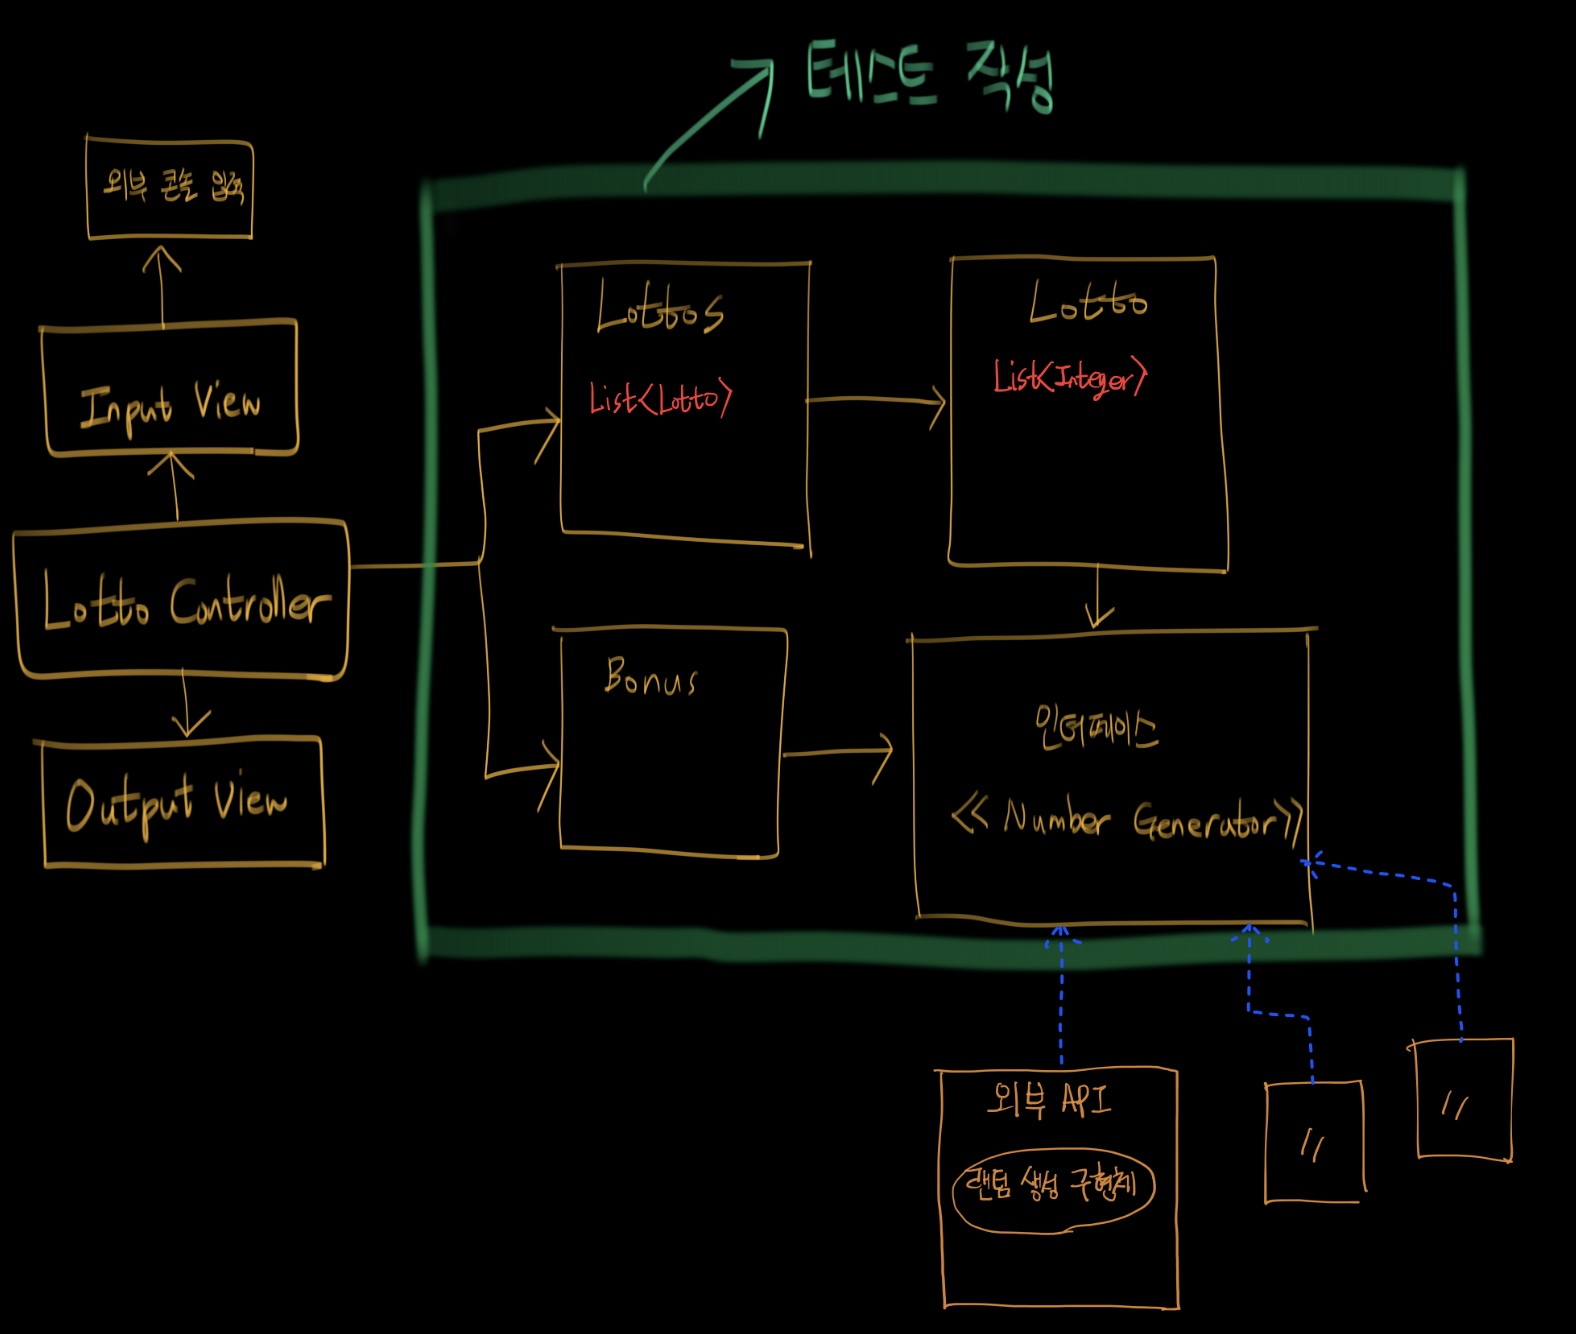 테스트 작성
외부 콘솔 입력
Input View
Lotto Controller
Output View
Lottos
List<Lotto>
Lotto
List<Integer>
Bonus
인터페이스
<< Number Generator>>
외부 API
랜덤 생성 구현체
〃
〃